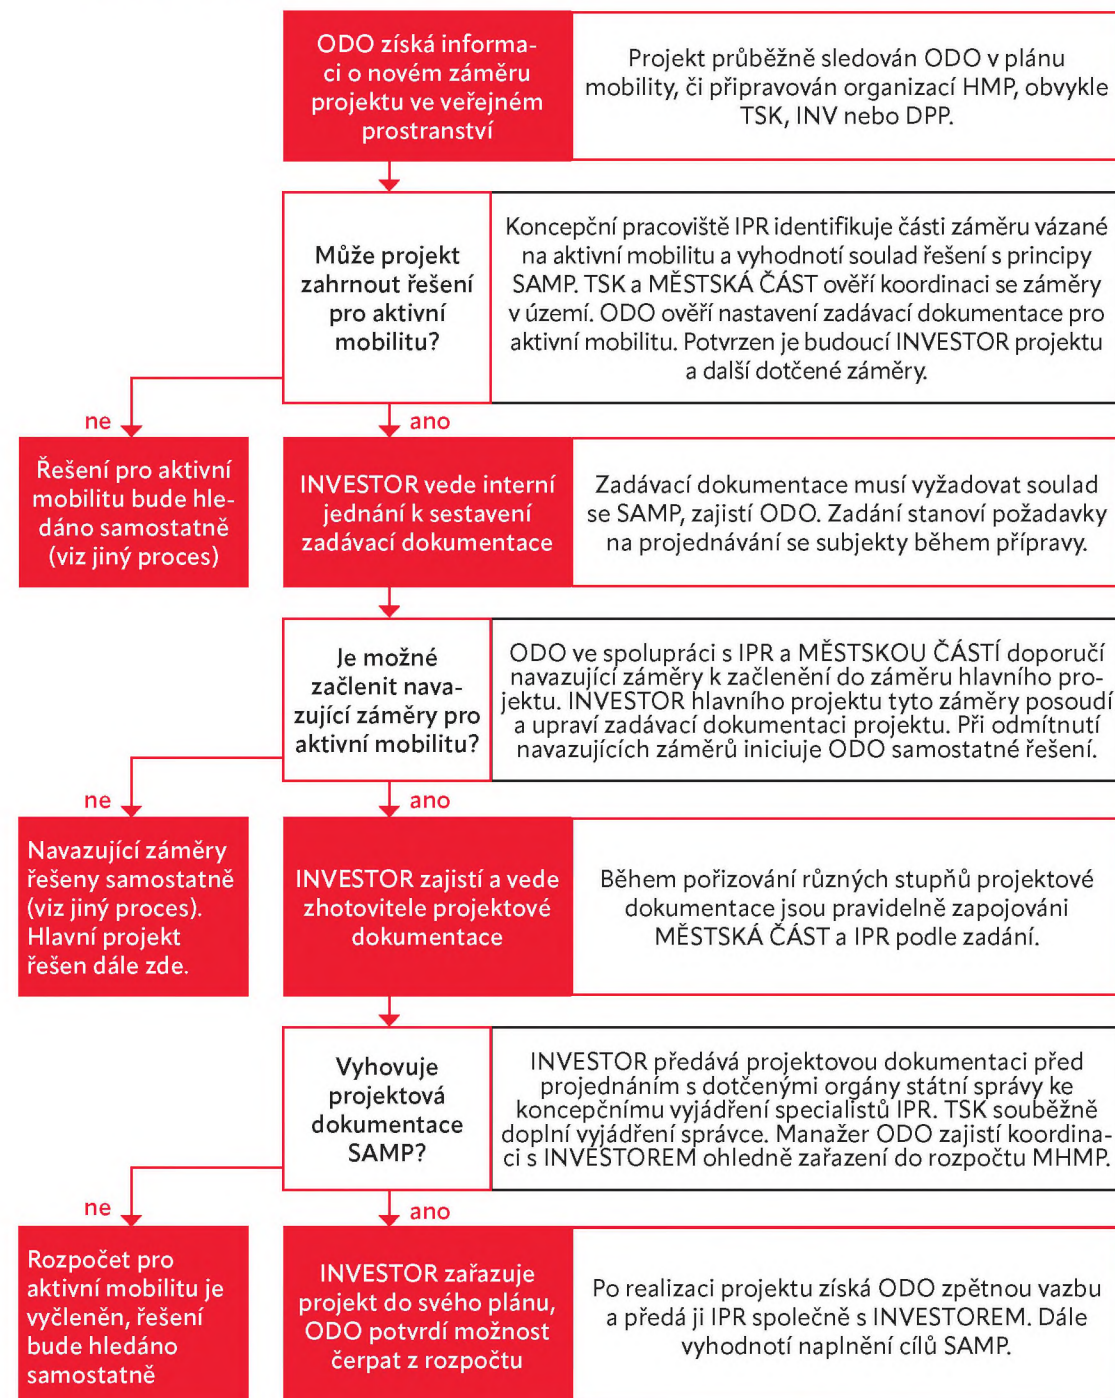 ODO získá informa-
ci o novém záměru
projektu ve veřejném
prostranství
Projekt průběžně sledován ODO v plánu
mobility, či připravován organizací HMP, obvykle
TSK, INV nebo DPP.
Může projekt
zahrnout řešení
pro aktivní
mobilitu?
Koncepční pracoviště IPR identifikuje části záměru vázané
na aktivní mobilitu a vyhodnotí soulad řešení s principy
SAMP. TSK a MĚSTSKÁ ČÁST ověří koordinaci se záměry
v území. ODO ověří nastavení zadávací dokumentace pro
aktivní mobilitu. Potvrzen je budoucí INVESTOR projektu
a další dotčené záměry.
ne
ano
Řešení pro aktivní
mobilitu bude hle-
dáno samostatně
(viz jiný proces)
INVESTOR vede interní
jednání k sestavení
zadávací dokumentace
Zadávací dokumentace musí vyžadovat soulad
se SAMP, zajistí ODO. Zadání stanoví požadavky
na projednávání se subjekty během přípravy.
Je možné
začlenit nava-
zující záměry pro
aktivní mobilitu?
ODO ve spolupráci s IPR a MĚSTSKOU ČÁSTÍ doporučí
navazující záměry k začlenění do záměru hlavního pro-
jektu. INVESTOR hlavního projektu tyto záměry posoudí
a upraví zadávací dokumentaci projektu. Při odmítnutí
navazujících záměrů iniciuje ODO samostatné řešení.
ne
ano
Navazující záměry
řešeny samostatně
(viz jiný proces).
Hlavní projekt
řešen dále zde.
INVESTOR zajistí a vede
zhotovitele projektové
dokumentace
Během pořizování různých stupňů projektové
dokumentace jsou pravidelně zapojováni
MĚSTSKÁ ČÁST a IPR podle zadání.
Vyhovuje
projektová
dokumentace
SAMP?
INVESTOR předává projektovou dokumentaci před
projednáním s dotčenými orgány státní správy ke
koncepčnímu vyjádření specialistů IPR. TSK souběžně
doplní vyjádření správce. Manažer ODO zajistí koordina-
ci s INVESTOREM ohledně zařazení do rozpočtu MHMP.
ne
ano
Rozpočet pro
aktivní mobilitu je
vyčleněn, řešení
bude hledáno
samostatně
INVESTOR zařazuje
projekt do svého plánu,
ODO potvrdí možnost
čerpat z rozpočtu
Po realizaci projektu získá ODO zpětnou vazbu
a předá ji IPR společně s INVESTOREM. Dále
vyhodnotí naplnění cílů SAMP.